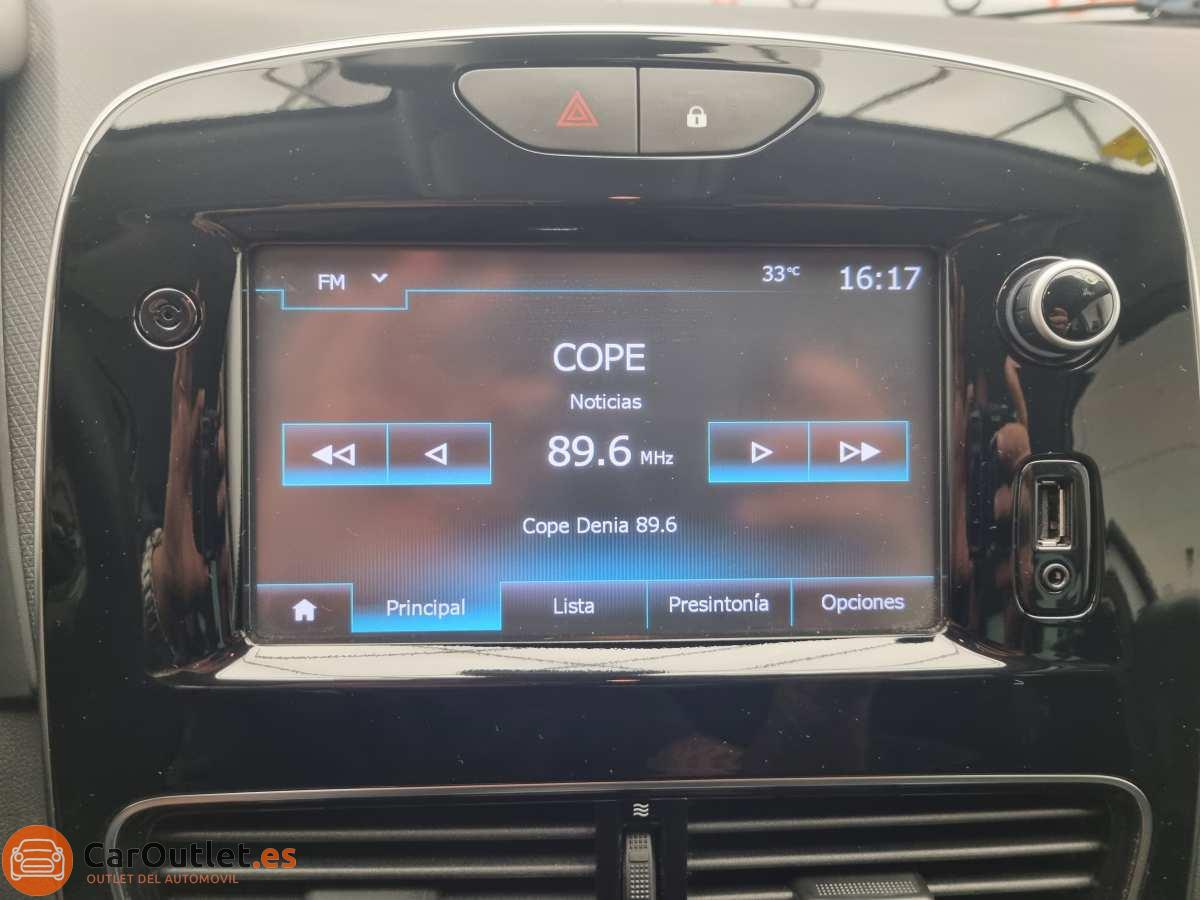 FM
33°C 16:17
COPE
Noticias
89.6 MHz
Cope Denia 89.6
Principal Lista Presintonía Opciones
CarOutlet.es
OUTLET DEL AUTOMOVIL